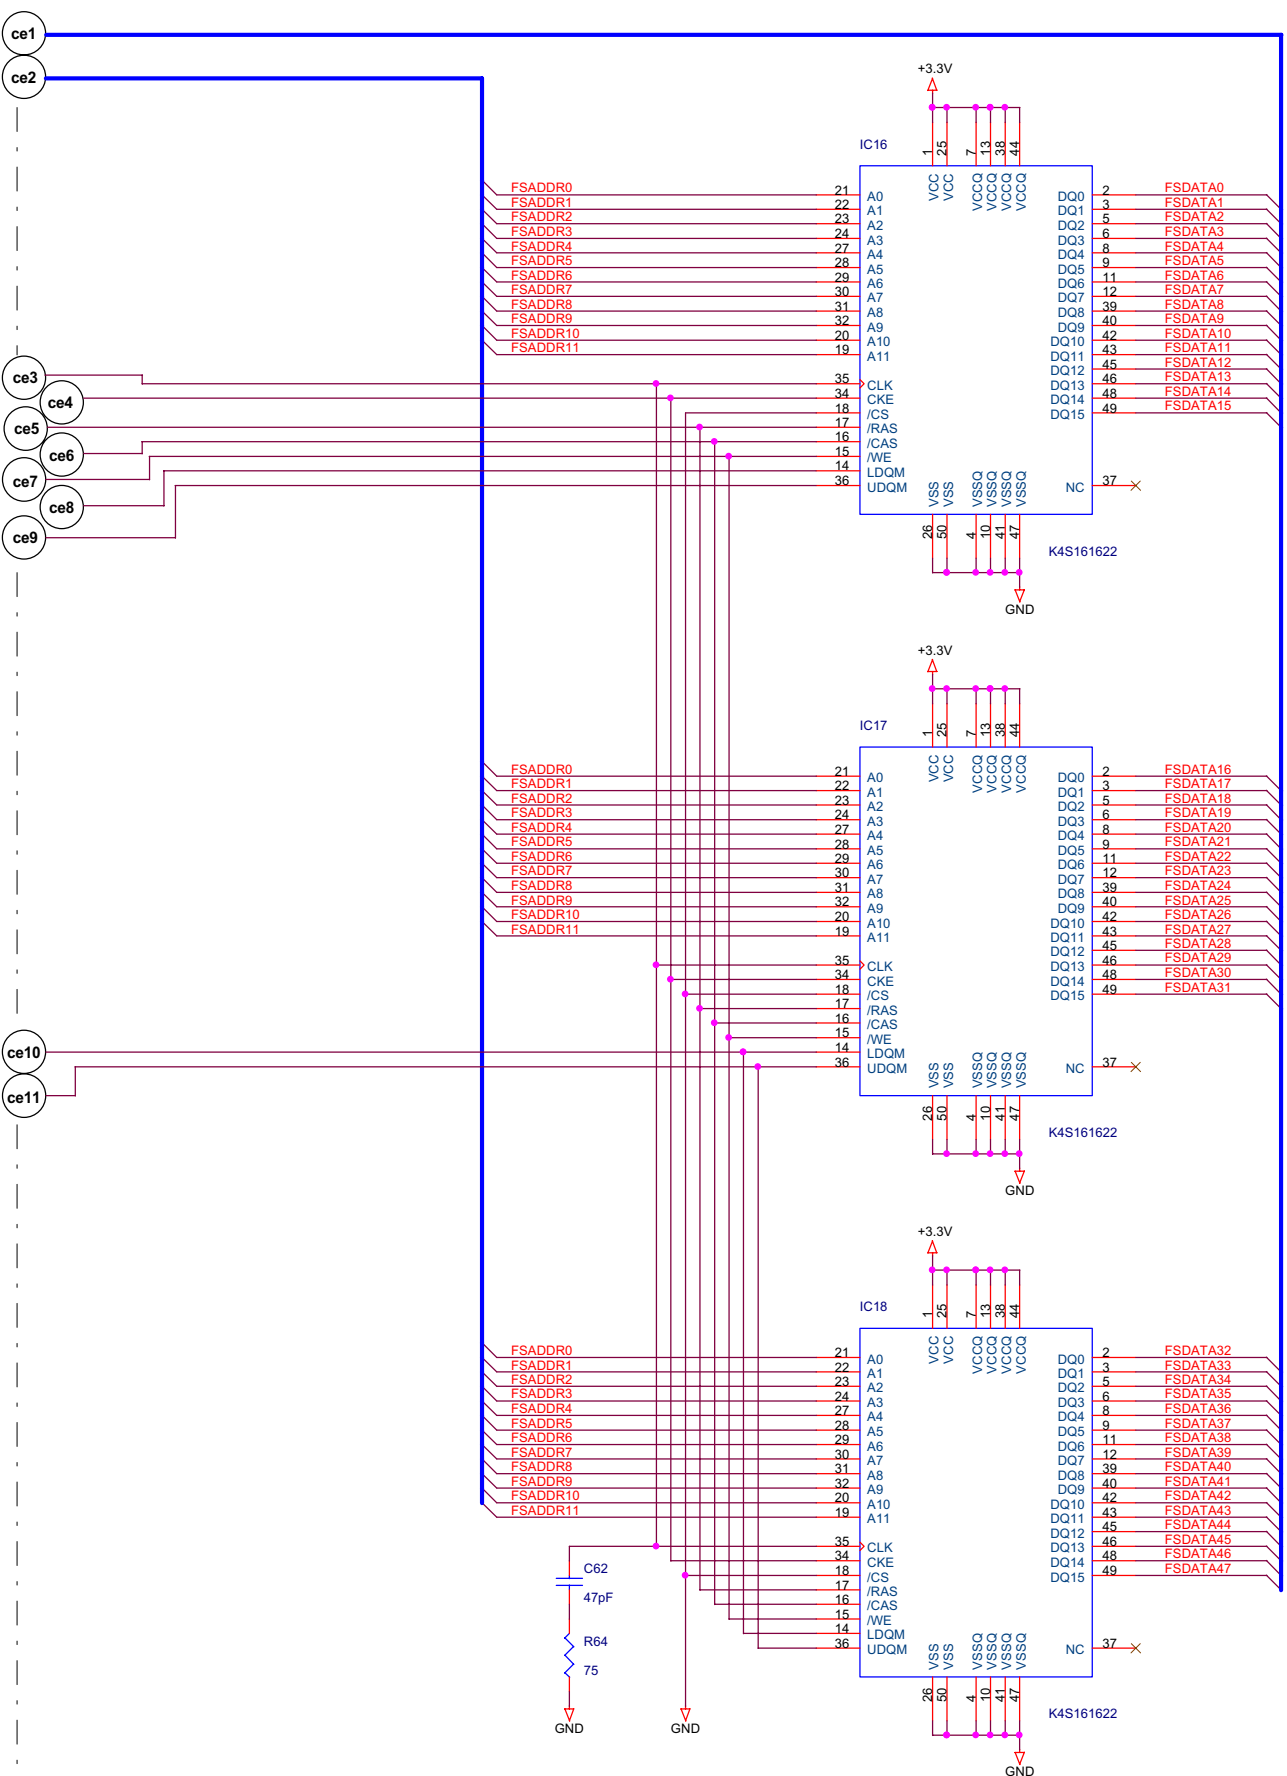 ce1
ce2
ce3
ce4
ce5
ce6
ce7
ce8
ce9
ce10
ce11
+3.3V
IC16
1 25 7 13 38 44
VCC VCC VCCQ VCCQ VCCQ VCCQ
FSADDR0 21 A0 DQ0 2 FSDATA0
FSADDR1 22 A1 DQ1 3 FSDATA1
FSADDR2 23 A2 DQ2 5 FSDATA2
FSADDR3 24 A3 DQ3 6 FSDATA3
FSADDR4 27 A4 DQ4 8 FSDATA4
FSADDR5 28 A5 DQ5 9 FSDATA5
FSADDR6 29 A6 DQ6 11 FSDATA6
FSADDR7 30 A7 DQ7 12 FSDATA7
FSADDR8 31 A8 DQ8 39 FSDATA8
FSADDR9 32 A9 DQ9 40 FSDATA9
FSADDR10 20 A10 DQ10 42 FSDATA10
FSADDR11 19 A11 DQ11 43 FSDATA11
DQ12 45 FSDATA12
35 CLK DQ13 46 FSDATA13
34 CKE DQ14 48 FSDATA14
18 /CS DQ15 49 FSDATA15
17 /RAS
16 /CAS
15 /WE
14 LDQM
36 UDQM NC 37
VSS VSS VSSQ VSSQ VSSQ VSSQ
26 50 4 10 41 47
K4S161622
GND
+3.3V
IC17
1 25 7 13 38 44
VCC VCC VCCQ VCCQ VCCQ VCCQ
FSADDR0 21 A0 DQ0 2 FSDATA16
FSADDR1 22 A1 DQ1 3 FSDATA17
FSADDR2 23 A2 DQ2 5 FSDATA18
FSADDR3 24 A3 DQ3 6 FSDATA19
FSADDR4 27 A4 DQ4 8 FSDATA20
FSADDR5 28 A5 DQ5 9 FSDATA21
FSADDR6 29 A6 DQ6 11 FSDATA22
FSADDR7 30 A7 DQ7 12 FSDATA23
FSADDR8 31 A8 DQ8 39 FSDATA24
FSADDR9 32 A9 DQ9 40 FSDATA25
FSADDR10 20 A10 DQ10 42 FSDATA26
FSADDR11 19 A11 DQ11 43 FSDATA27
DQ12 45 FSDATA28
35 CLK DQ13 46 FSDATA29
34 CKE DQ14 48 FSDATA30
18 /CS DQ15 49 FSDATA31
17 /RAS
16 /CAS
15 /WE
14 LDQM
36 UDQM NC 37
VSS VSS VSSQ VSSQ VSSQ VSSQ
26 50 4 10 41 47
K4S161622
GND
+3.3V
IC18
1 25 7 13 38 44
VCC VCC VCCQ VCCQ VCCQ VCCQ
FSADDR0 21 A0 DQ0 2 FSDATA32
FSADDR1 22 A1 DQ1 3 FSDATA33
FSADDR2 23 A2 DQ2 5 FSDATA34
FSADDR3 24 A3 DQ3 6 FSDATA35
FSADDR4 27 A4 DQ4 8 FSDATA36
FSADDR5 28 A5 DQ5 9 FSDATA37
FSADDR6 29 A6 DQ6 11 FSDATA38
FSADDR7 30 A7 DQ7 12 FSDATA39
FSADDR8 31 A8 DQ8 39 FSDATA40
FSADDR9 32 A9 DQ9 40 FSDATA41
FSADDR10 20 A10 DQ10 42 FSDATA42
FSADDR11 19 A11 DQ11 43 FSDATA43
DQ12 45 FSDATA44
35 CLK DQ13 46 FSDATA45
34 CKE DQ14 48 FSDATA46
18 /CS DQ15 49 FSDATA47
17 /RAS
16 /CAS
15 /WE
14 LDQM
36 UDQM NC 37
VSS VSS VSSQ VSSQ VSSQ VSSQ
26 50 4 10 41 47
K4S161622
GND
C62
47pF
R64
75
GND
GND